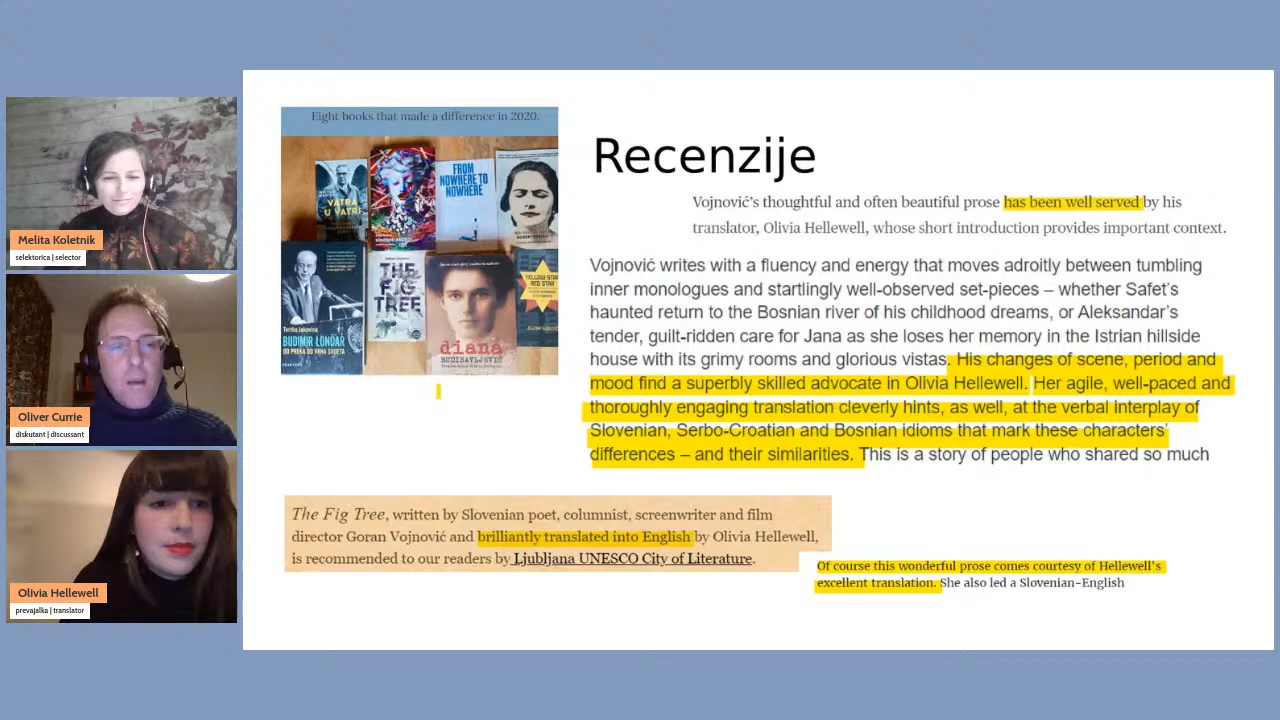 Melita Koletnik
selektorica | selector
Oliver Currie
diskutant | discussant
Olivia Hellewell
prevajalka | translator
Eight books that made a difference in 2020.
VATRA
U VATRI
FROM
NOWHERE TO
NOWHERE
Tvrtko Jakovina
BUDIMIR LONČAR
OD PREKA DO VRHA SVIJETA
THE
FIG
TREE
diana
BUDISAVLJEVIĆ
YELLOW STAR
RED STAR
Recenzije
Vojnović's thoughtful and often beautiful prose has been well served by his
translator, Olivia Hellewell, whose short introduction provides important context.
Vojnović writes with a fluency and energy that moves adroitly between tumbling
inner monologues and startlingly well-observed set-pieces – whether Safet's
haunted return to the Bosnian river of his childhood dreams, or Aleksandar's
tender, guilt-ridden care for Jana as she loses her memory in the Istrian hillside
house with its grimy rooms and glorious vistas. His changes of scene, period and
mood find a superbly skilled advocate in Olivia Hellewell. Her agile, well-paced and
thoroughly engaging translation cleverly hints, as well, at the verbal interplay of
Slovenian, Serbo-Croatian and Bosnian idioms that mark these characters'
differences – and their similarities. This is a story of people who shared so much
The Fig Tree, written by Slovenian poet, columnist, screenwriter and film
director Goran Vojnović and brilliantly translated into English by Olivia Hellewell,
is recommended to our readers by Ljubljana UNESCO City of Literature.
Of course this wonderful prose comes courtesy of Hellewell's
excellent translation. She also led a Slovenian-English